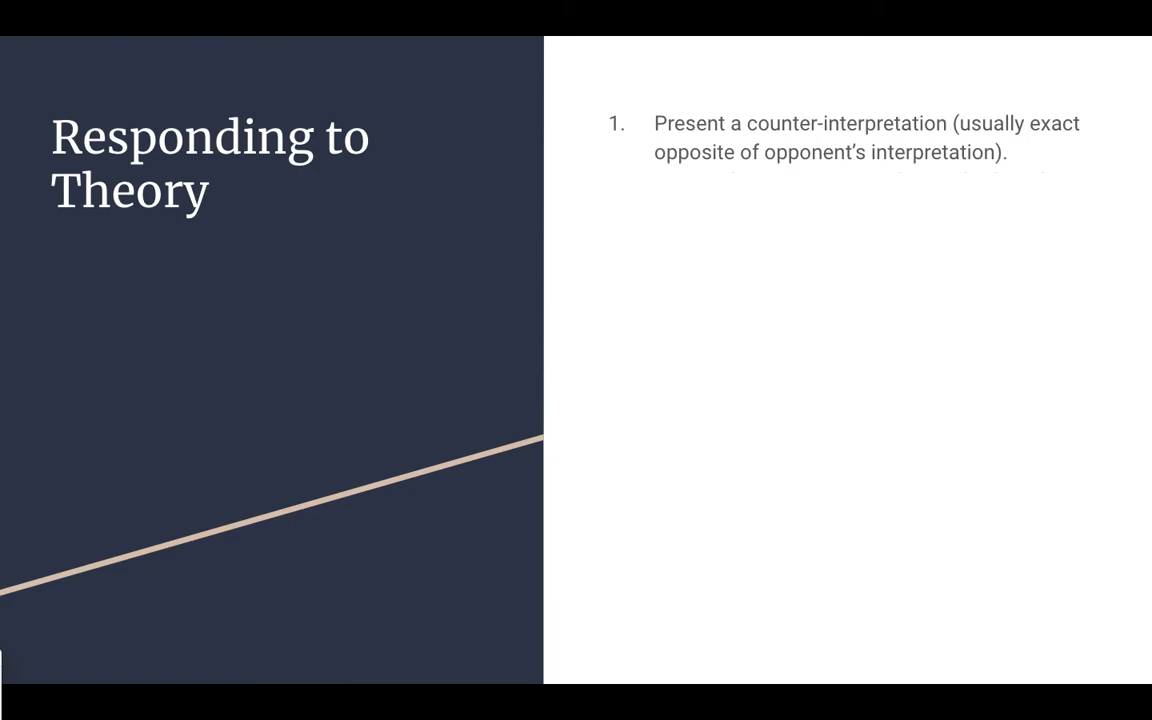 Responding to
Theory
1. Present a counter-interpretation (usually exact
opposite of opponent’s interpretation).